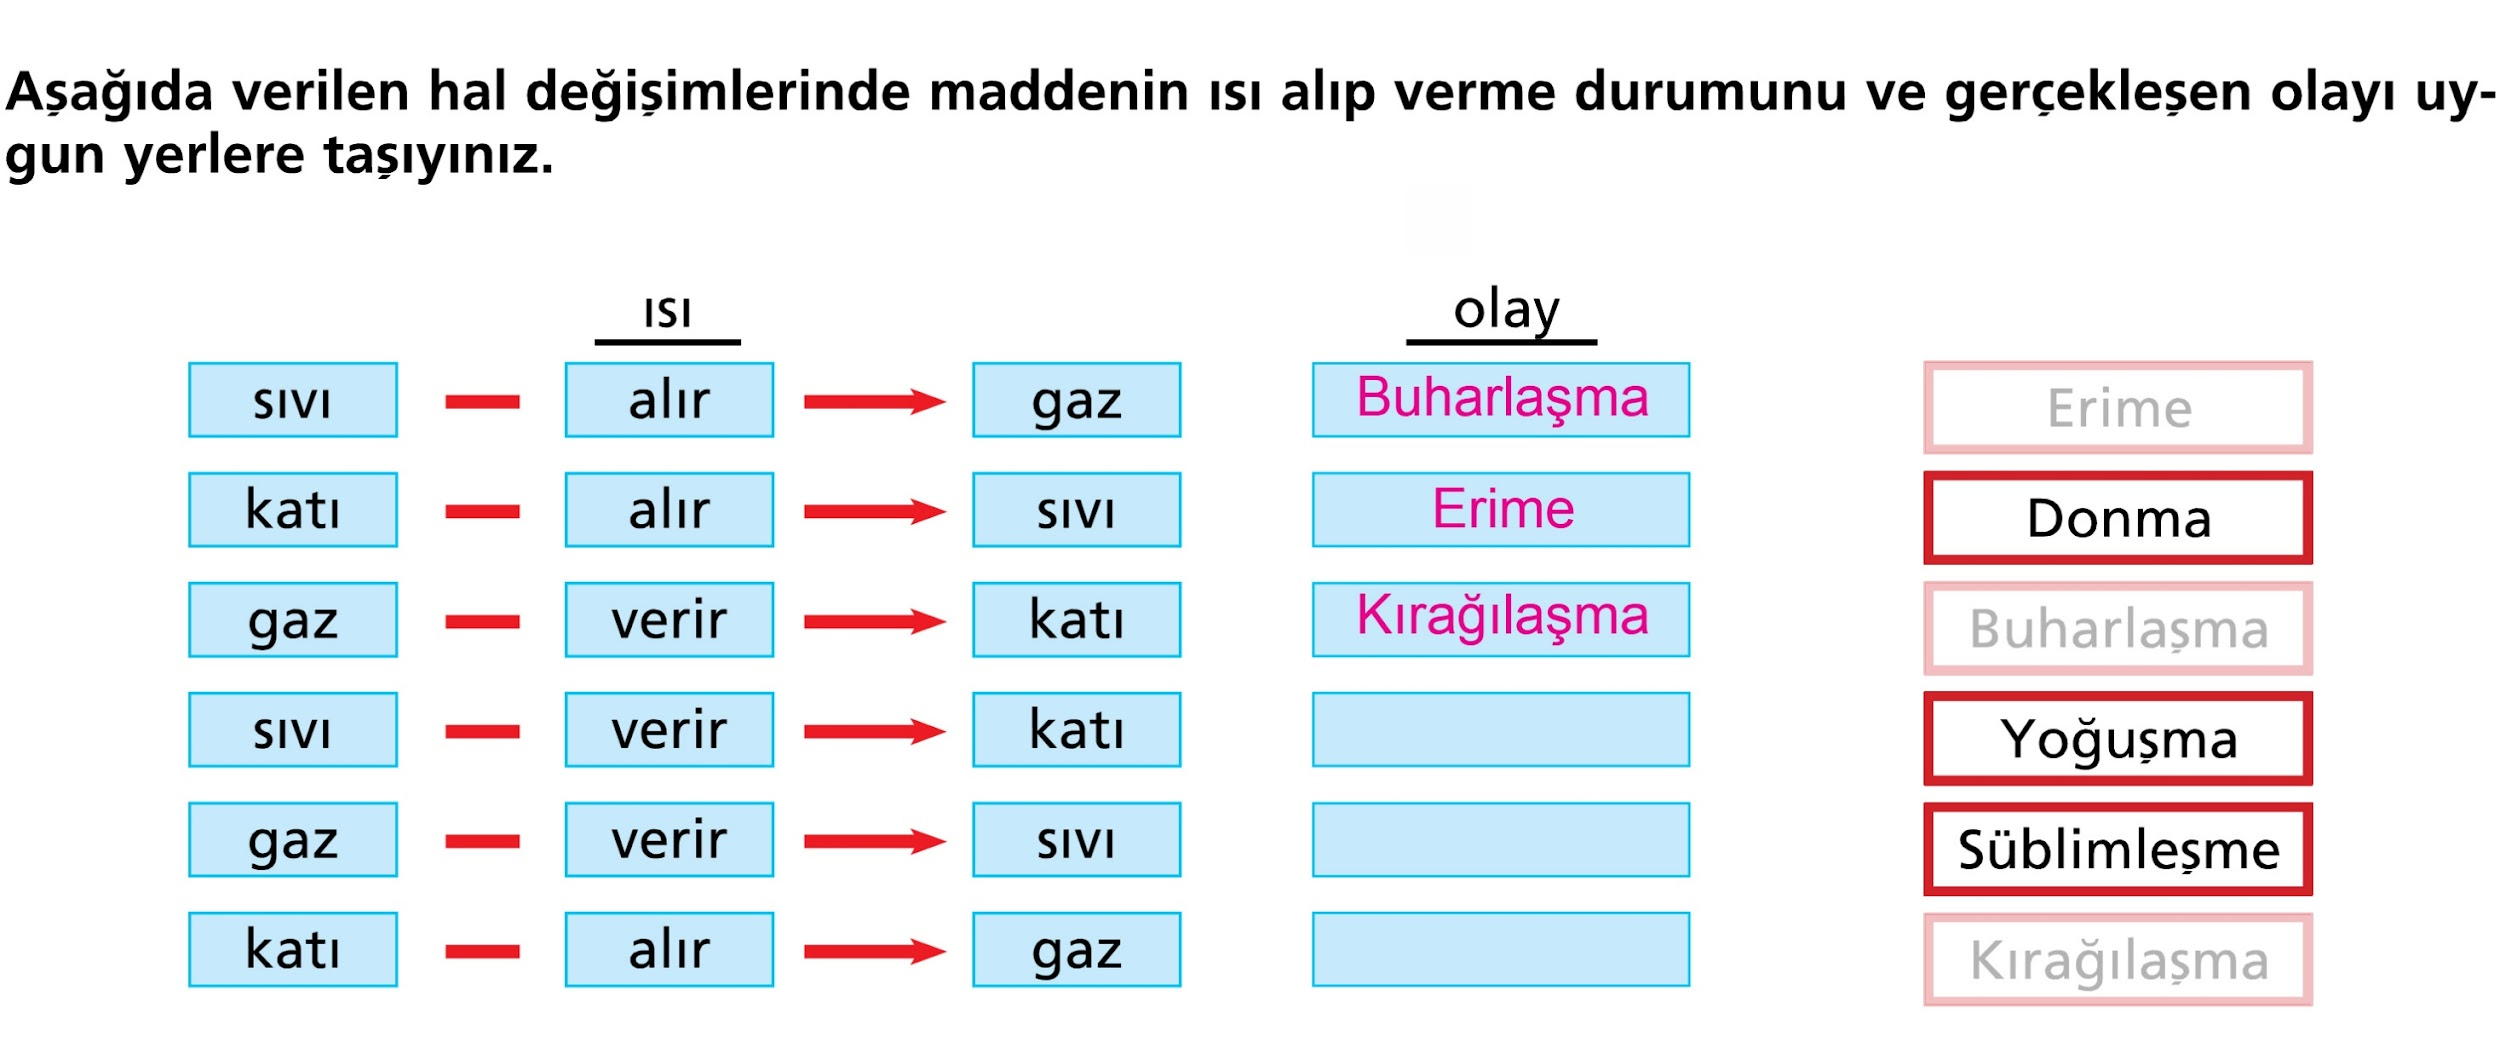 Aşağıda verilen hal değişimlerinde maddenin ısı alıp verme durumunu ve gerçekleşen olayı uy-
gun yerlere taşıyınız.
ısı olay
sıvı alır gaz Buharlaşma Erime
katı alır sıvı Erime Donma
gaz verir katı Kırağılaşma Buharlaşma
sıvı verir katı Yoğuşma
gaz verir sıvı Süblimleşme
katı alır gaz Kırağılaşma